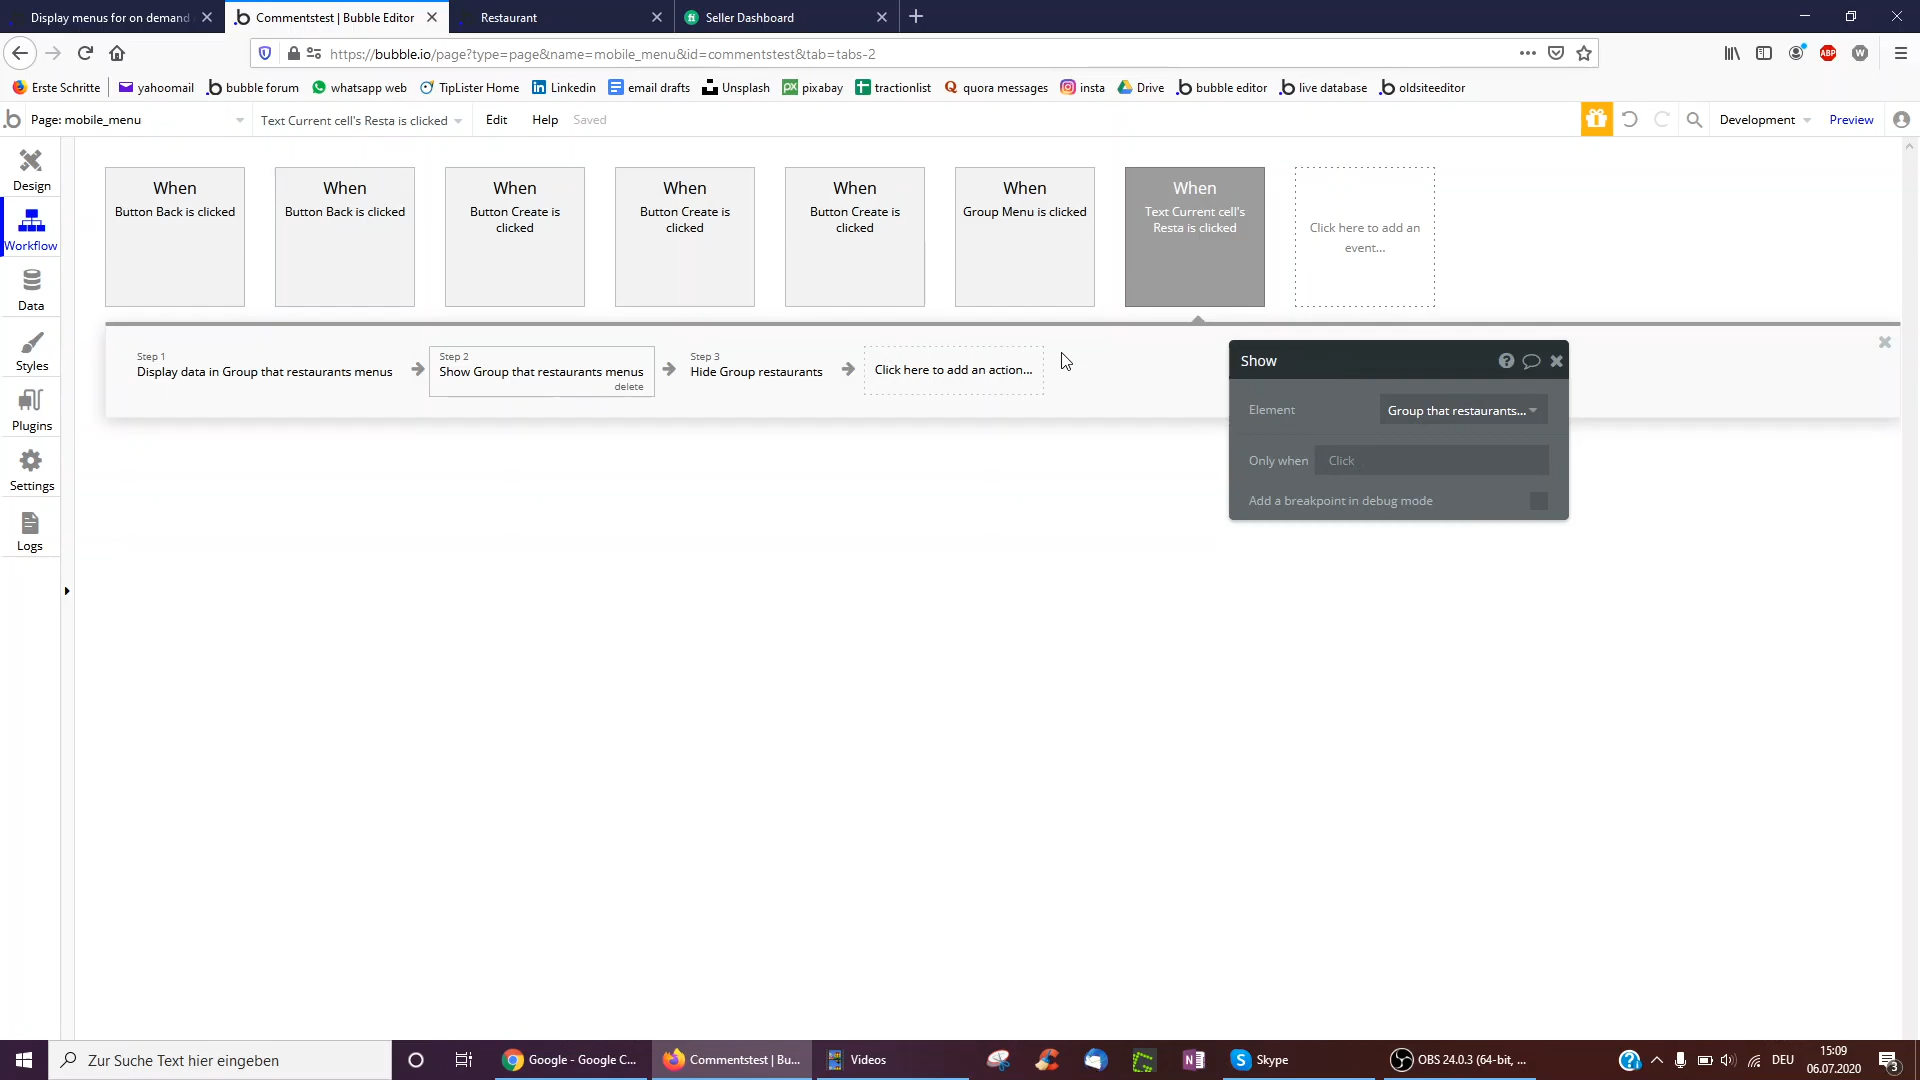 Display menus for on demand
Commentstest | Bubble Editor
Restaurant
Seller Dashboard
https://bubble.io/page?type=page&name=mobile_menu&id=commentstest&tab=tabs-2
ABP
W
Erste Schritte
yahoomail
bubble forum
whatsapp web
TipLister Home
Linkedin
email drafts
Unsplash
pixabay
tractionlist
quora messages
insta
Drive
bubble editor
live database
oldsiteeditor
Page: mobile_menu
Text Current cell's Resta is clicked
Edit
Help
Saved
Development
Preview
Design
Workflow
Data
Styles
Plugins
Settings
Logs
When
Button Back is clicked
When
Button Back is clicked
When
Button Create is
clicked
When
Button Create is
clicked
When
Button Create is
clicked
When
Group Menu is clicked
When
Text Current cell's
Resta is clicked
Click here to add an
event...
Step 1
Display data in Group that restaurants menus
Step 2
Show Group that restaurants menus
delete
Step 3
Hide Group restaurants
Click here to add an action...
Show
Element
Group that restaurants...
Only when
Click
Add a breakpoint in debug mode
Zur Suche Text hier eingeben
Google - Google C...
Commentstest | Bu...
Videos
Skype
OBS 24.0.3 (64-bit, ...
DEU
15:09
06.07.2020
3